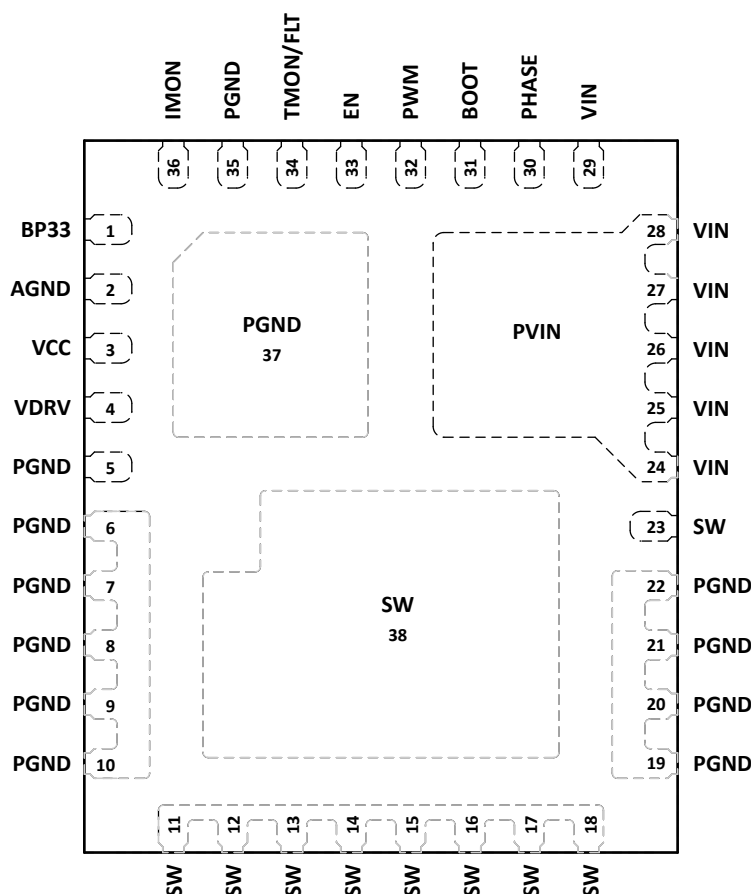 IMON
PGND
TMON/FLT
EN
PWM
BOOT
PHASE
VIN
36
35
34
33
32
31
30
29
BP33 1
28 VIN
AGND 2
27 VIN
VCC 3
26 VIN
VDRV 4
25 VIN
PGND 5
24 VIN
PGND
37
PVIN
PGND 6
23 SW
PGND 7
22 PGND
PGND 8
21 PGND
PGND 9
20 PGND
PGND 10
19 PGND
SW
38
11
12
13
14
15
16
17
18
SW
SW
SW
SW
SW
SW
SW
SW